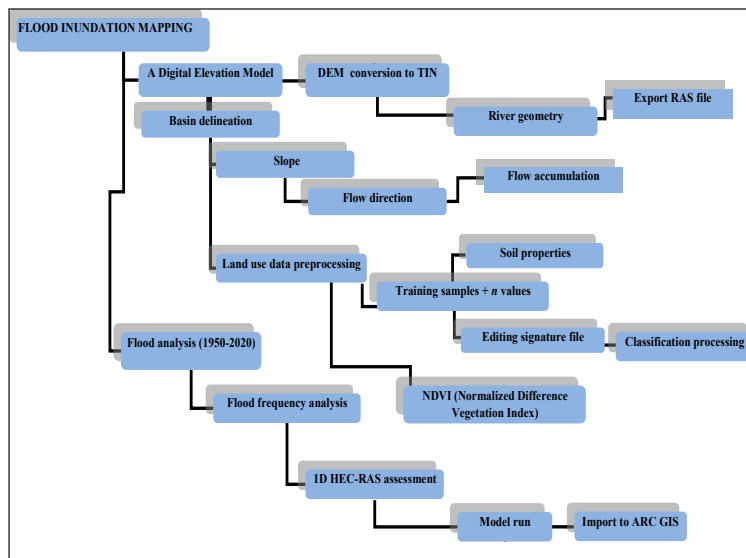 FLOOD INUNDATION MAPPING
A Digital Elevation Model
DEM conversion to TIN
Export RAS file
River geometry
Basin delineation
Slope
Flow accumulation
Flow direction
Soil properties
Land use data preprocessing
Training samples + n values
Editing signature file
Classification processing
Flood analysis (1950-2020)
NDVI (Normalized Difference
Vegetation Index)
Flood frequency analysis
1D HEC-RAS assessment
Model run
Import to ARC GIS